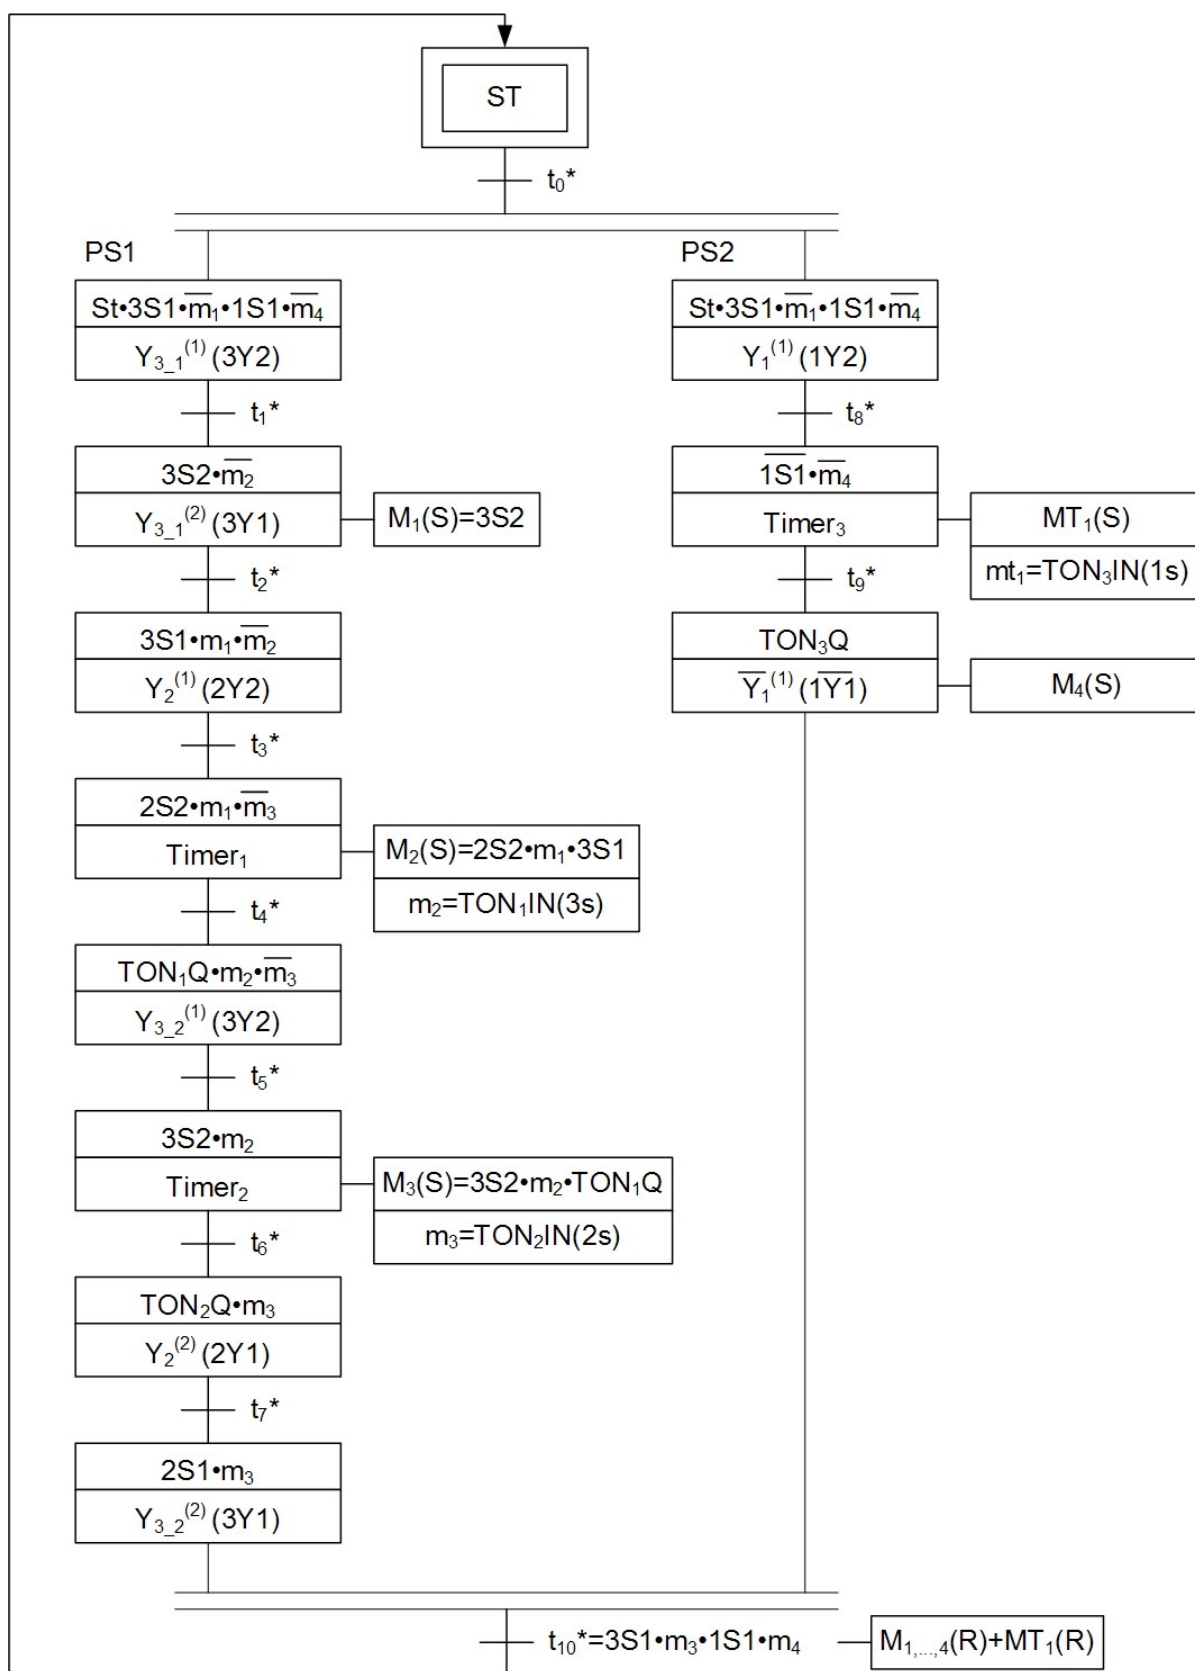 ST
t₀*
PS1
PS2
St•3S1•m̅₁•1S1•m̅₄
Y₃_₁⁽¹⁾(3Y2)
St•3S1•m̅₁•1S1•m̅₄
Y₁⁽¹⁾(1Y2)
t₁*
t₈*
3S2•m̅₂
Y₃_₁⁽²⁾(3Y1)
M₁(S)=3S2
1̅S̅1̅•m̅₄
Timer₃
MT₁(S)
mt₁=TON₃IN(1s)
t₂*
t₉*
3S1•m₁•m̅₂
Y₂⁽¹⁾(2Y2)
TON₃Q
Y̅₁⁽¹⁾(1Y̅1̅)
M₄(S)
t₃*
2S2•m₁•m̅₃
Timer₁
M₂(S)=2S2•m₁•3S1
m₂=TON₁IN(3s)
t₄*
TON₁Q•m₂•m̅₃
Y₃_₂⁽¹⁾(3Y2)
t₅*
3S2•m₂
Timer₂
M₃(S)=3S2•m₂•TON₁Q
m₃=TON₂IN(2s)
t₆*
TON₂Q•m₃
Y₂⁽²⁾(2Y1)
t₇*
2S1•m₃
Y₃_₂⁽²⁾(3Y1)
t₁₀*=3S1•m₃•1S1•m₄
M₁,...,₄(R)+MT₁(R)